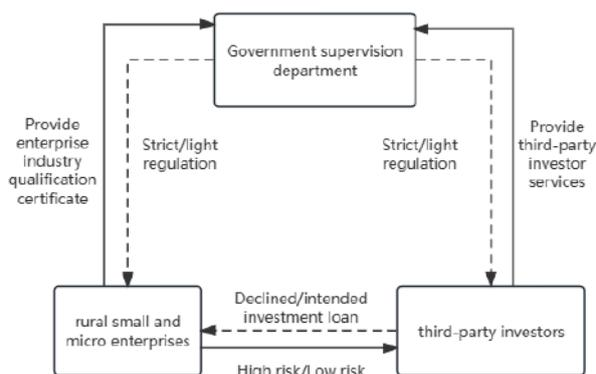 Government supervision
department
Provide
enterprise
industry
qualification
certificate
Strict/light
regulation
Strict/light
regulation
Provide
third-party
investor
services
Declined/intended
investment loan
rural small and
micro enterprises
third-party investors
High risk/Low risk